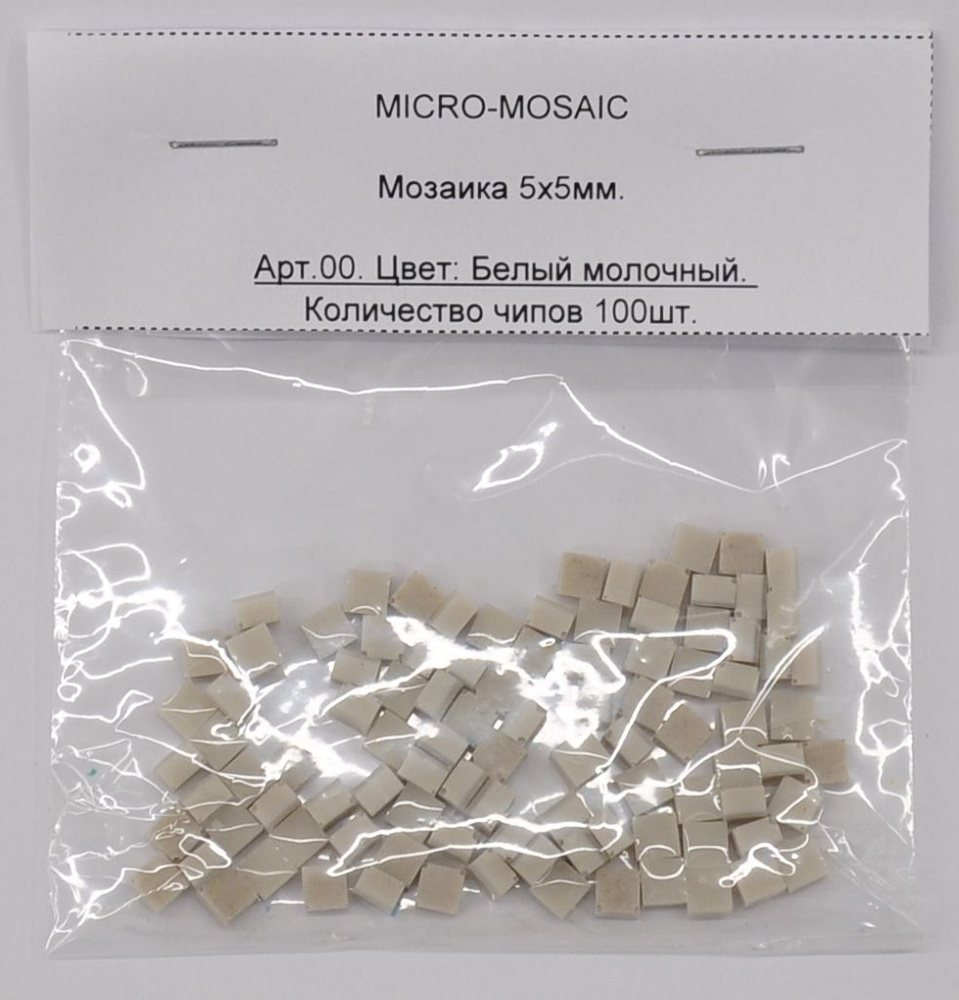 MICRO-MOSAIC
Мозаика 5х5мм.
Арт.00. Цвет: Белый молочный.
Количество чипов 100шт.